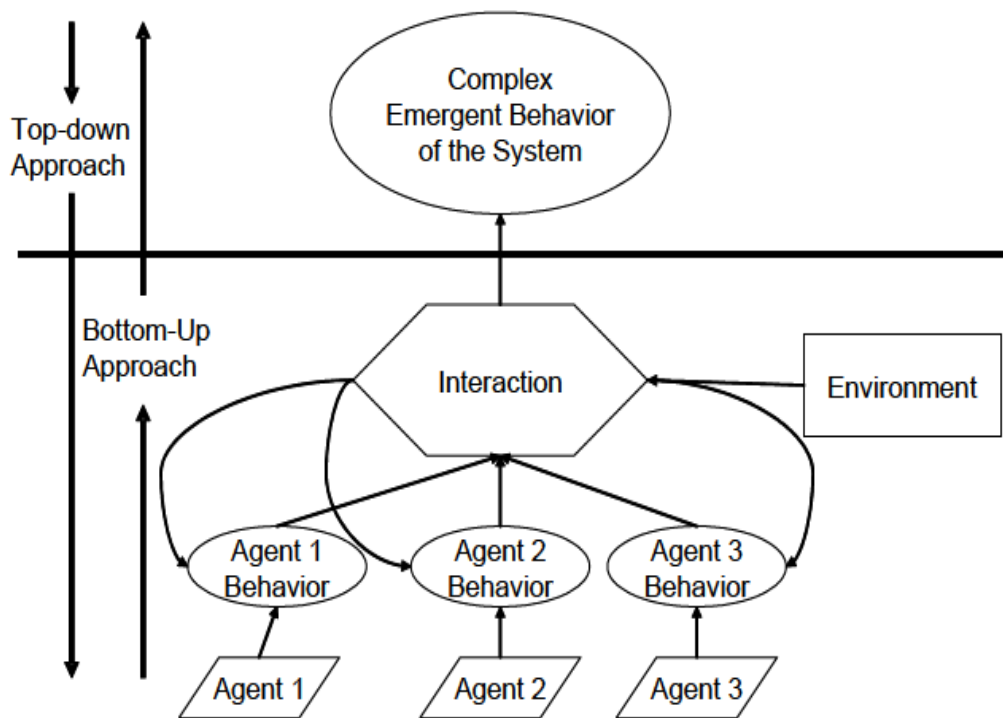 Complex
Emergent Behavior
of the System
Top-down
Approach
Bottom-Up
Approach
Interaction
Environment
Agent 1
Behavior
Agent 2
Behavior
Agent 3
Behavior
Agent 1
Agent 2
Agent 3